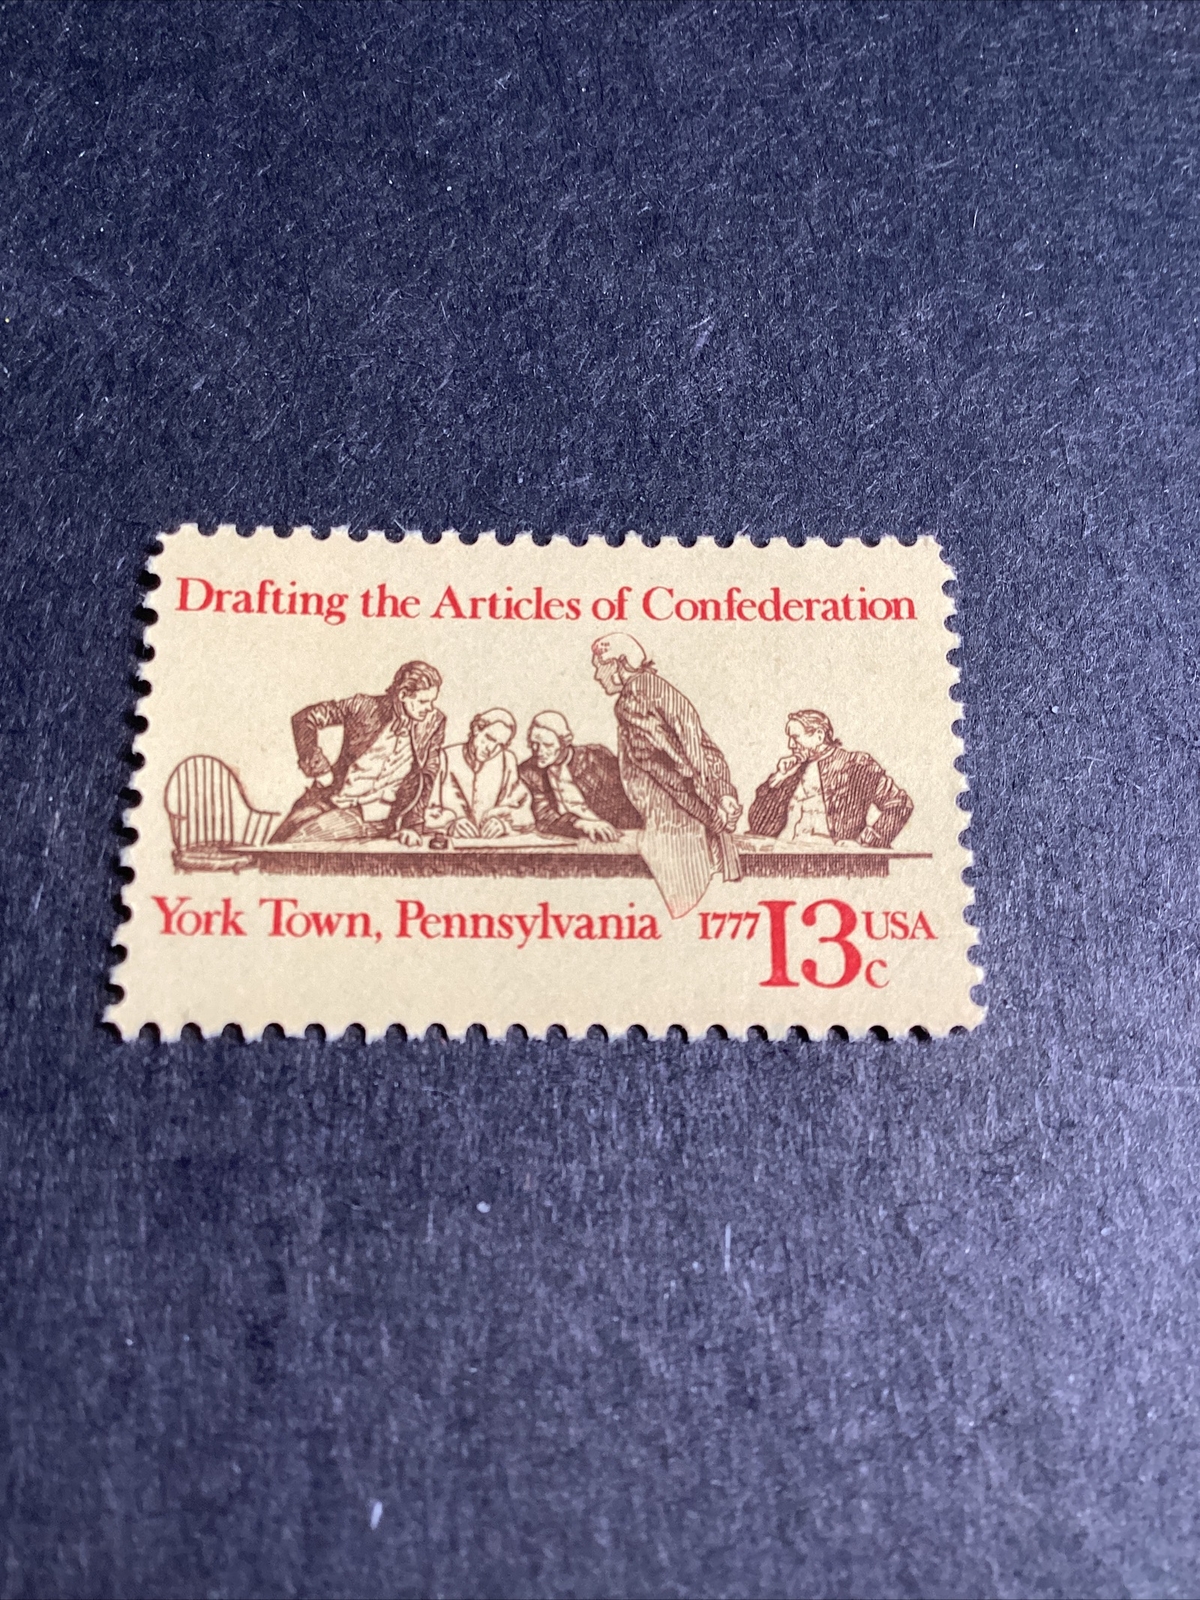 Drafting the Articles of Confederation
York Town, Pennsylvania 1777 13c USA